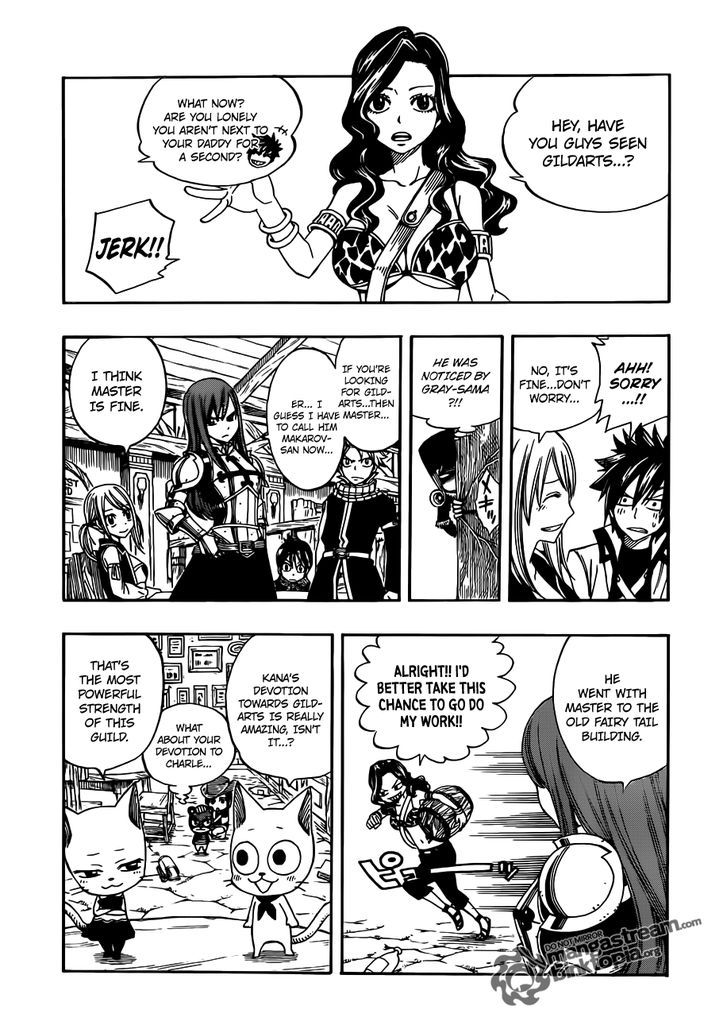 HEY, HAVE
YOU GUYS SEEN
GILDARTS...?
WHAT NOW?
ARE YOU LONELY
YOU AREN'T NEXT TO
YOUR DADDY FOR
A SECOND?
JERK!!
AHH!
SORRY
...!!
NO, IT'S
FINE...DON'T
WORRY...
HE WAS
NOTICED BY
GRAY-SAMA
?!!
IF YOU'RE
LOOKING
FOR GILD-
ARTS...THEN
MASTER...
ER... I
GUESS I HAVE
TO CALL HIM
MAKAROV-
SAN NOW...
I THINK
MASTER
IS FINE.
HE
WENT WITH
MASTER TO THE
OLD FAIRY TAIL
BUILDING.
ALRIGHT!! I'D
BETTER TAKE THIS
CHANCE TO GO DO
MY WORK!!
KANA'S
DEVOTION
TOWARDS GILD-
ARTS IS REALLY
AMAZING, ISN'T
IT...?
WHAT
ABOUT YOUR
DEVOTION TO
CHARLE...
THAT'S
THE MOST
POWERFUL
STRENGTH
OF THIS
GUILD.
DO NOT MIRROR
mangastream.com
Binktopia.org